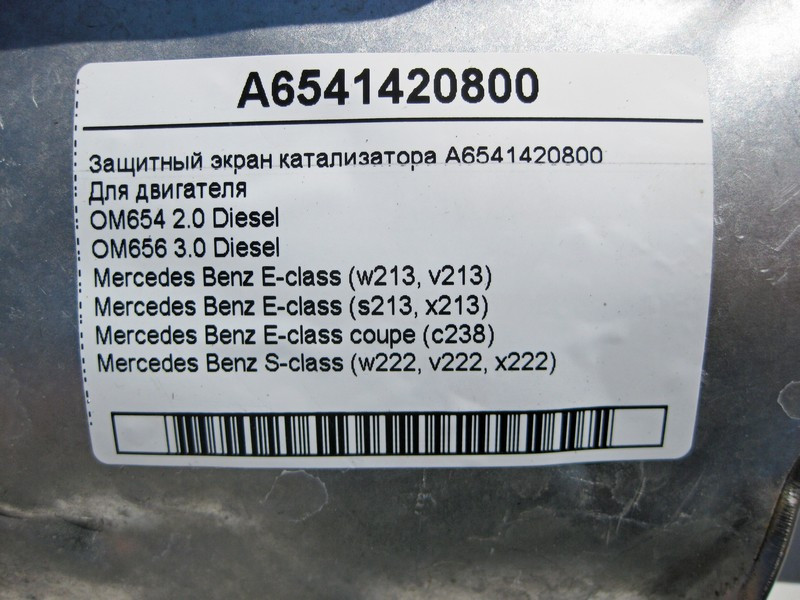 A6541420800
Защитный экран катализатора A6541420800
Для двигателя
OM654 2.0 Diesel
OM656 3.0 Diesel
Mercedes Benz E-class (w213, v213)
Mercedes Benz E-class (s213, x213)
Mercedes Benz E-class coupe (c238)
Mercedes Benz S-class (w222, v222, x222)